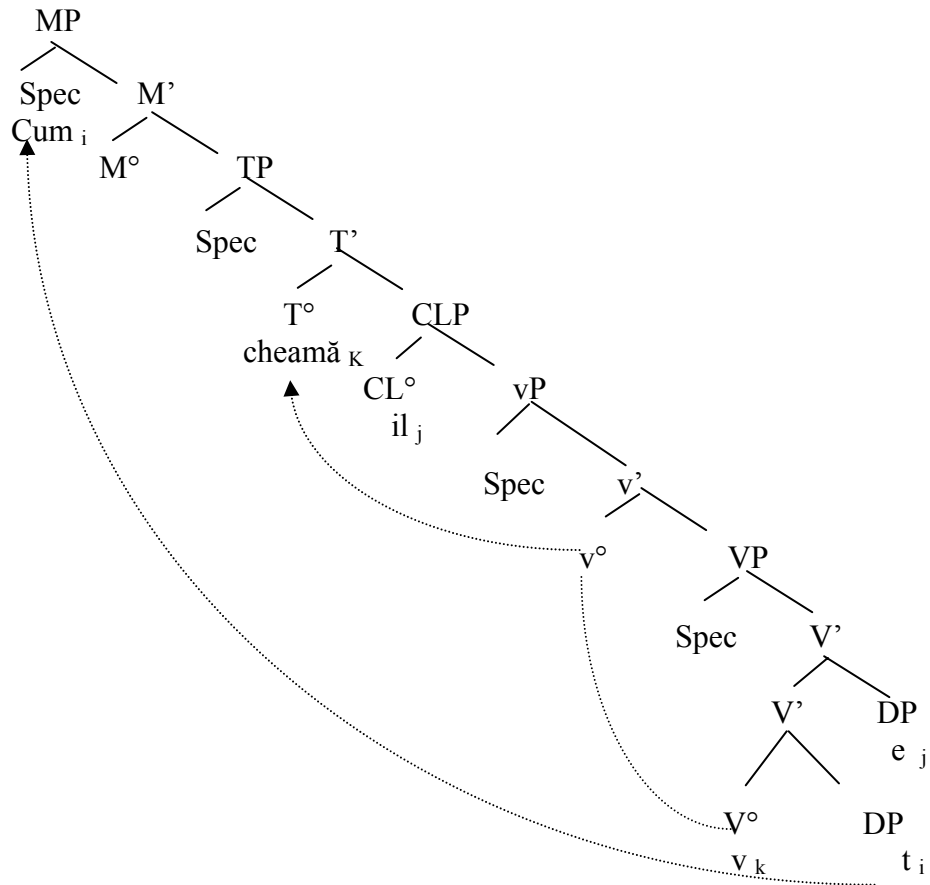 MP
Spec M’
Cum i
M° TP
Spec T’
T° CLP
cheamă K
CL° vP
il j
Spec v’
v° VP
Spec V’
V’ DP
e j
V° DP
v k t i